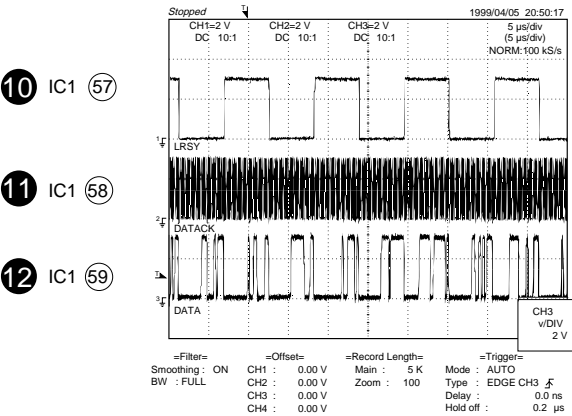 Stopped
T
1999/04/05 20:50:17
CH1=2 V
DC 10:1
CH2=2 V
DC 10:1
CH3=2 V
DC 10:1
5 µs/div
(5 µs/div)
NORM:100 kS/s
10 IC1 57
1
LRSY
11 IC1 58
2
DATACK
12 IC1 59
T
3
DATA
CH3
v/DIV
2 V
=Filter=
Smoothing : ON
BW : FULL
=Offset=
CH1 : 0.00 V
CH2 : 0.00 V
CH3 : 0.00 V
CH4 : 0.00 V
=Record Length=
Main : 5 K
Zoom : 100
=Trigger=
Mode : AUTO
Type : EDGE CH3
Delay : 0.0 ns
Hold off : 0.2 µs